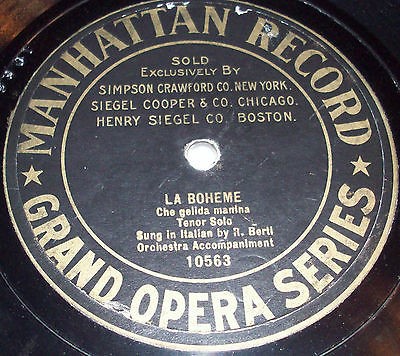 MANHATTAN RECORD
SOLD
EXCLUSIVELY BY
SIMPSON CRAWFORD CO. NEW YORK.
SIEGEL COOPER & CO. CHICAGO.
HENRY SIEGEL CO. BOSTON.
LA BOHEME
Che gelida manina
Tenor Solo
Sung in Italian by R. Berti
Orchestra Accompaniment
10563
★ GRAND OPERA SERIES ★